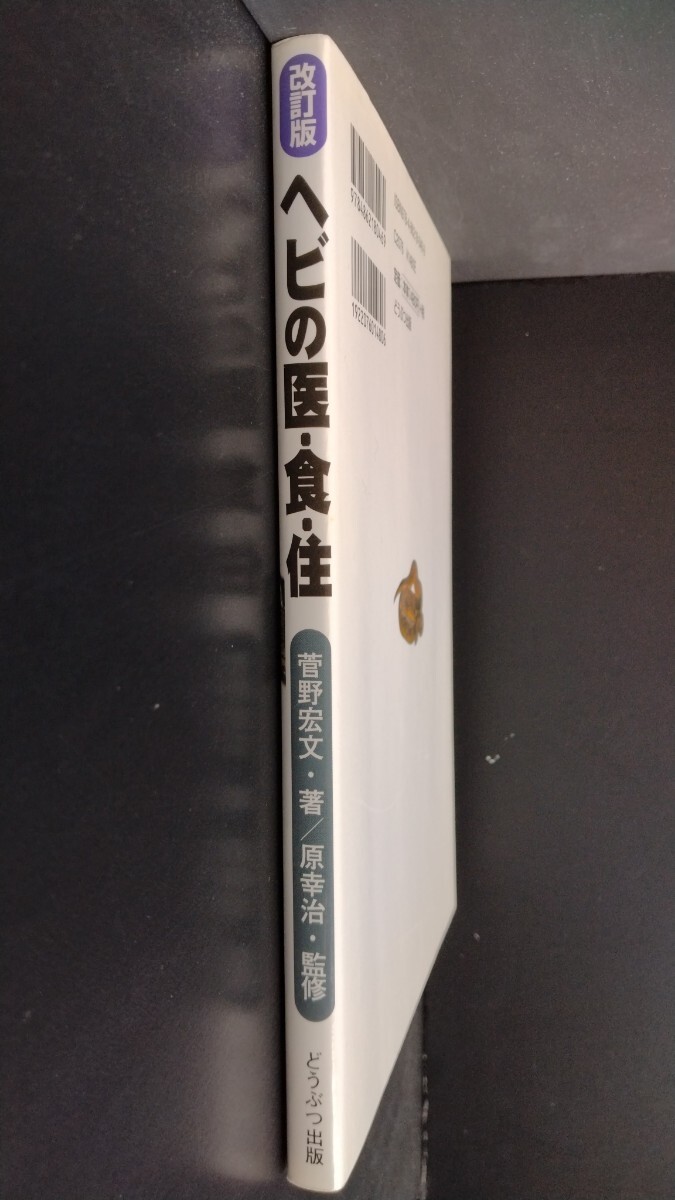 改訂版
ヘビの医・食・住
菅野宏文・著／原幸治・監修
どうぶつ出版
1922076014806